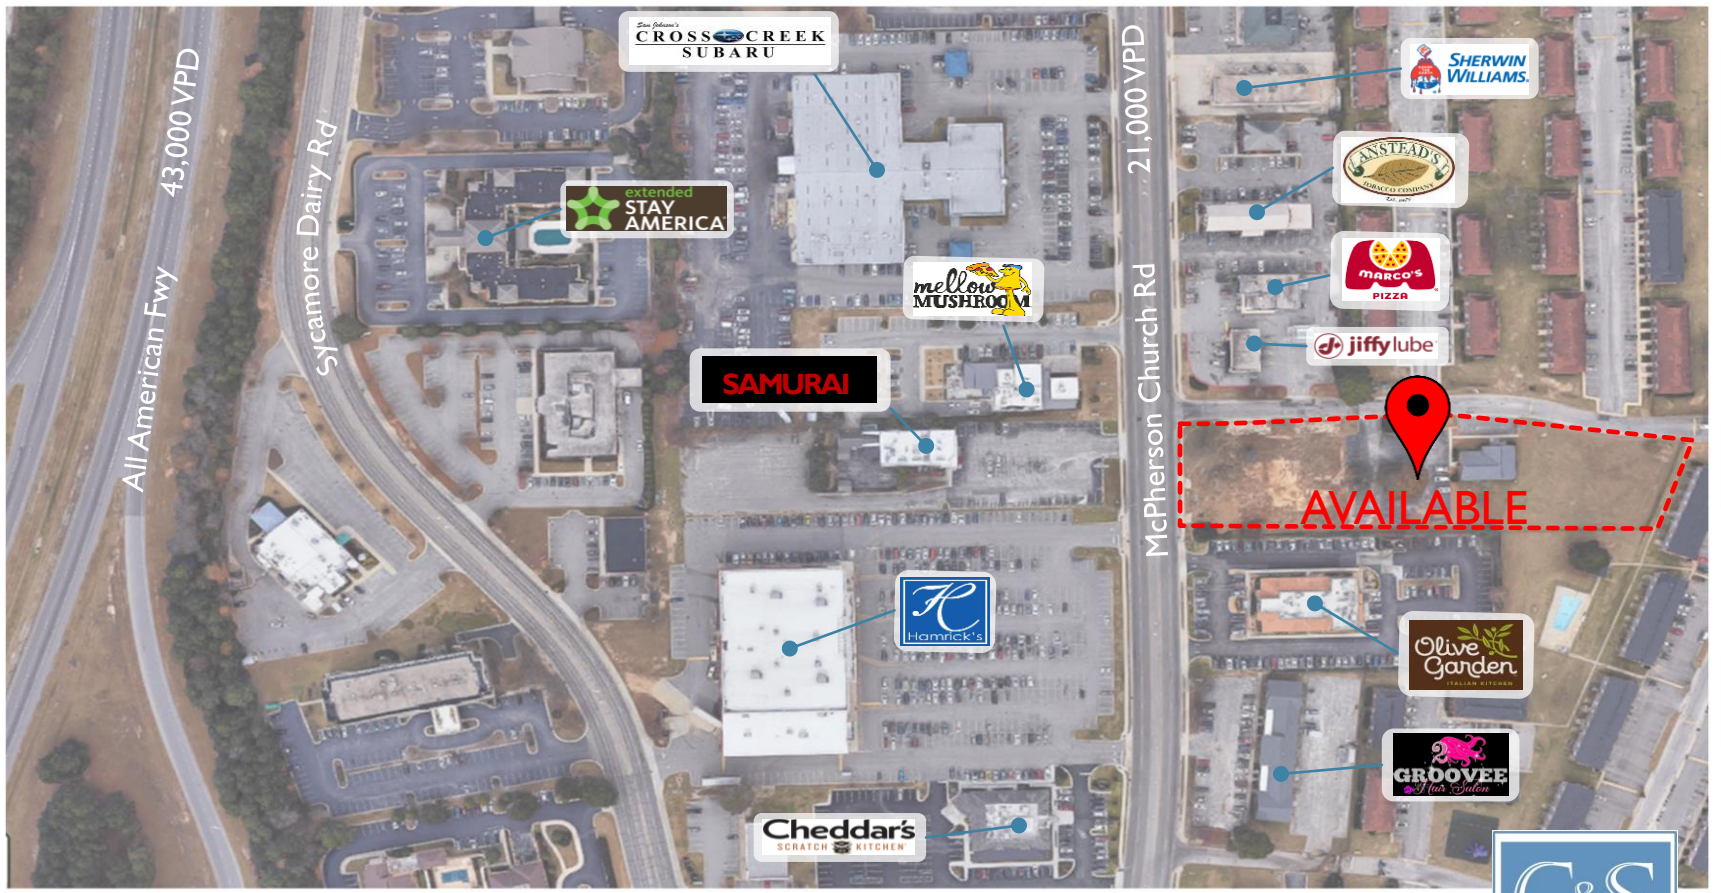 Sam Johnson's
CROSS CREEK
SUBARU
43,000 VPD
All American Fwy
Sycamore Dairy Rd
21,000 VPD
McPherson Church Rd
SHERWIN
WILLIAMS.
ANSTEAD'S
TOBACCO COMPANY
extended
STAY
AMERICA
MARCO'S
PIZZA
mellow
MUSHROOM
jiffy lube
SAMURAI
AVAILABLE
H
Hamrick's
Olive
Garden
ITALIAN KITCHEN
GROOVEE
Hair Salon
Cheddar's
SCRATCH KITCHEN
C&S